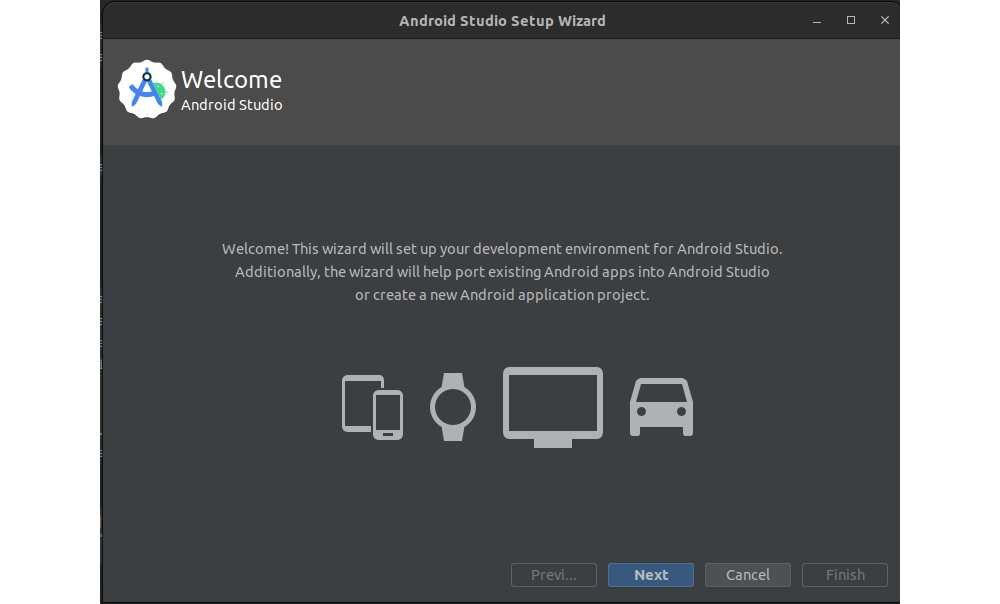 Android Studio Setup Wizard
Welcome
Android Studio
Welcome! This wizard will set up your development environment for Android Studio.
Additionally, the wizard will help port existing Android apps into Android Studio
or create a new Android application project.
Previ... Next Cancel Finish